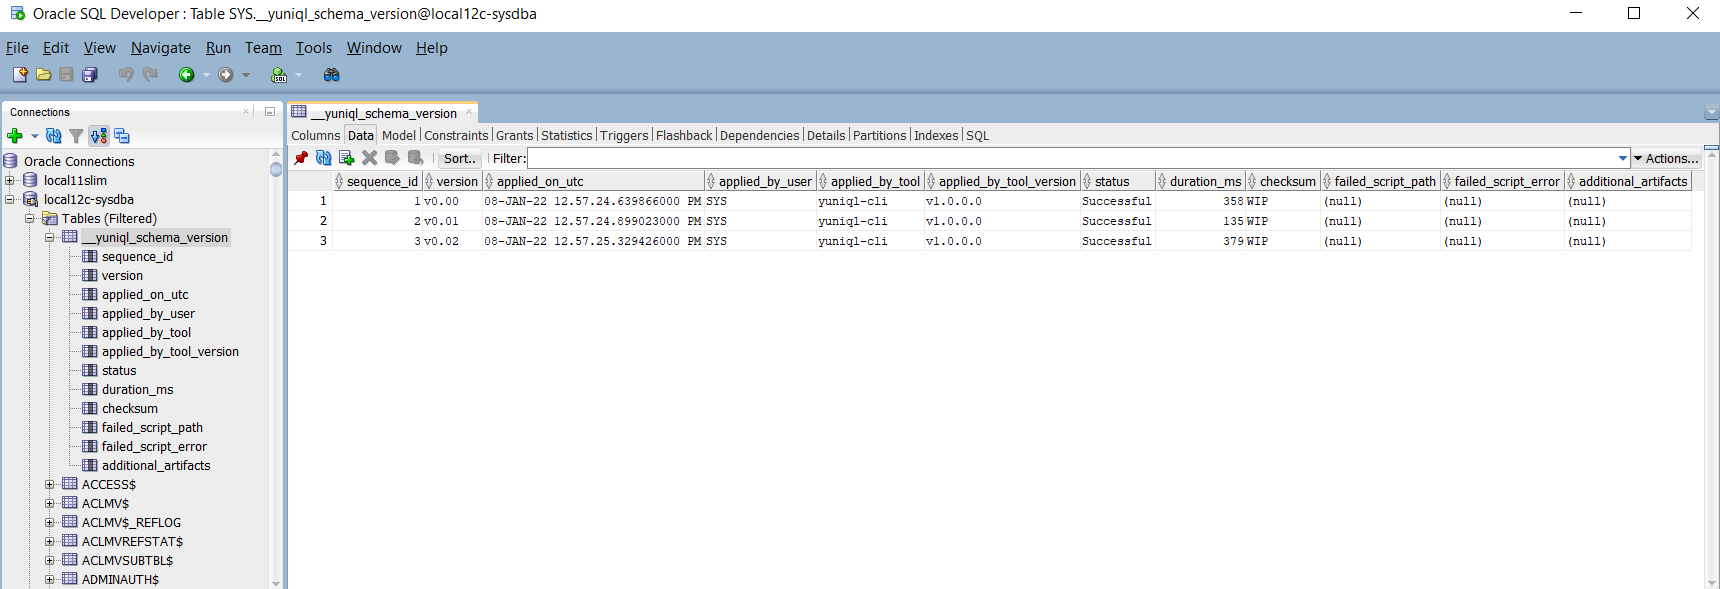 Oracle SQL Developer : Table SYS.__yuniql_schema_version@local12c-sysdba
File Edit View Navigate Run Team Tools Window Help
Connections
Oracle Connections
local11slim
local12c-sysdba
Tables (Filtered)
__yuniql_schema_version
sequence_id
version
applied_on_utc
applied_by_user
applied_by_tool
applied_by_tool_version
status
duration_ms
checksum
failed_script_path
failed_script_error
additional_artifacts
ACCESS$
ACLMV$
ACLMV$_REFLOG
ACLMVREFSTAT$
ACLMVSUBTBL$
ADMINAUTH$
__yuniql_schema_version
Columns Data Model Constraints Grants Statistics Triggers Flashback Dependencies Details Partitions Indexes SQL
Sort.. Filter: Actions...
sequence_id version applied_on_utc applied_by_user applied_by_tool applied_by_tool_version status duration_ms checksum failed_script_path failed_script_error additional_artifacts
1 1 v0.00 08-JAN-22 12.57.24.639866000 PM SYS yuniql-cli v1.0.0.0 Successful 358 WIP (null) (null) (null)
2 2 v0.01 08-JAN-22 12.57.24.899023000 PM SYS yuniql-cli v1.0.0.0 Successful 135 WIP (null) (null) (null)
3 3 v0.02 08-JAN-22 12.57.25.329426000 PM SYS yuniql-cli v1.0.0.0 Successful 379 WIP (null) (null) (null)